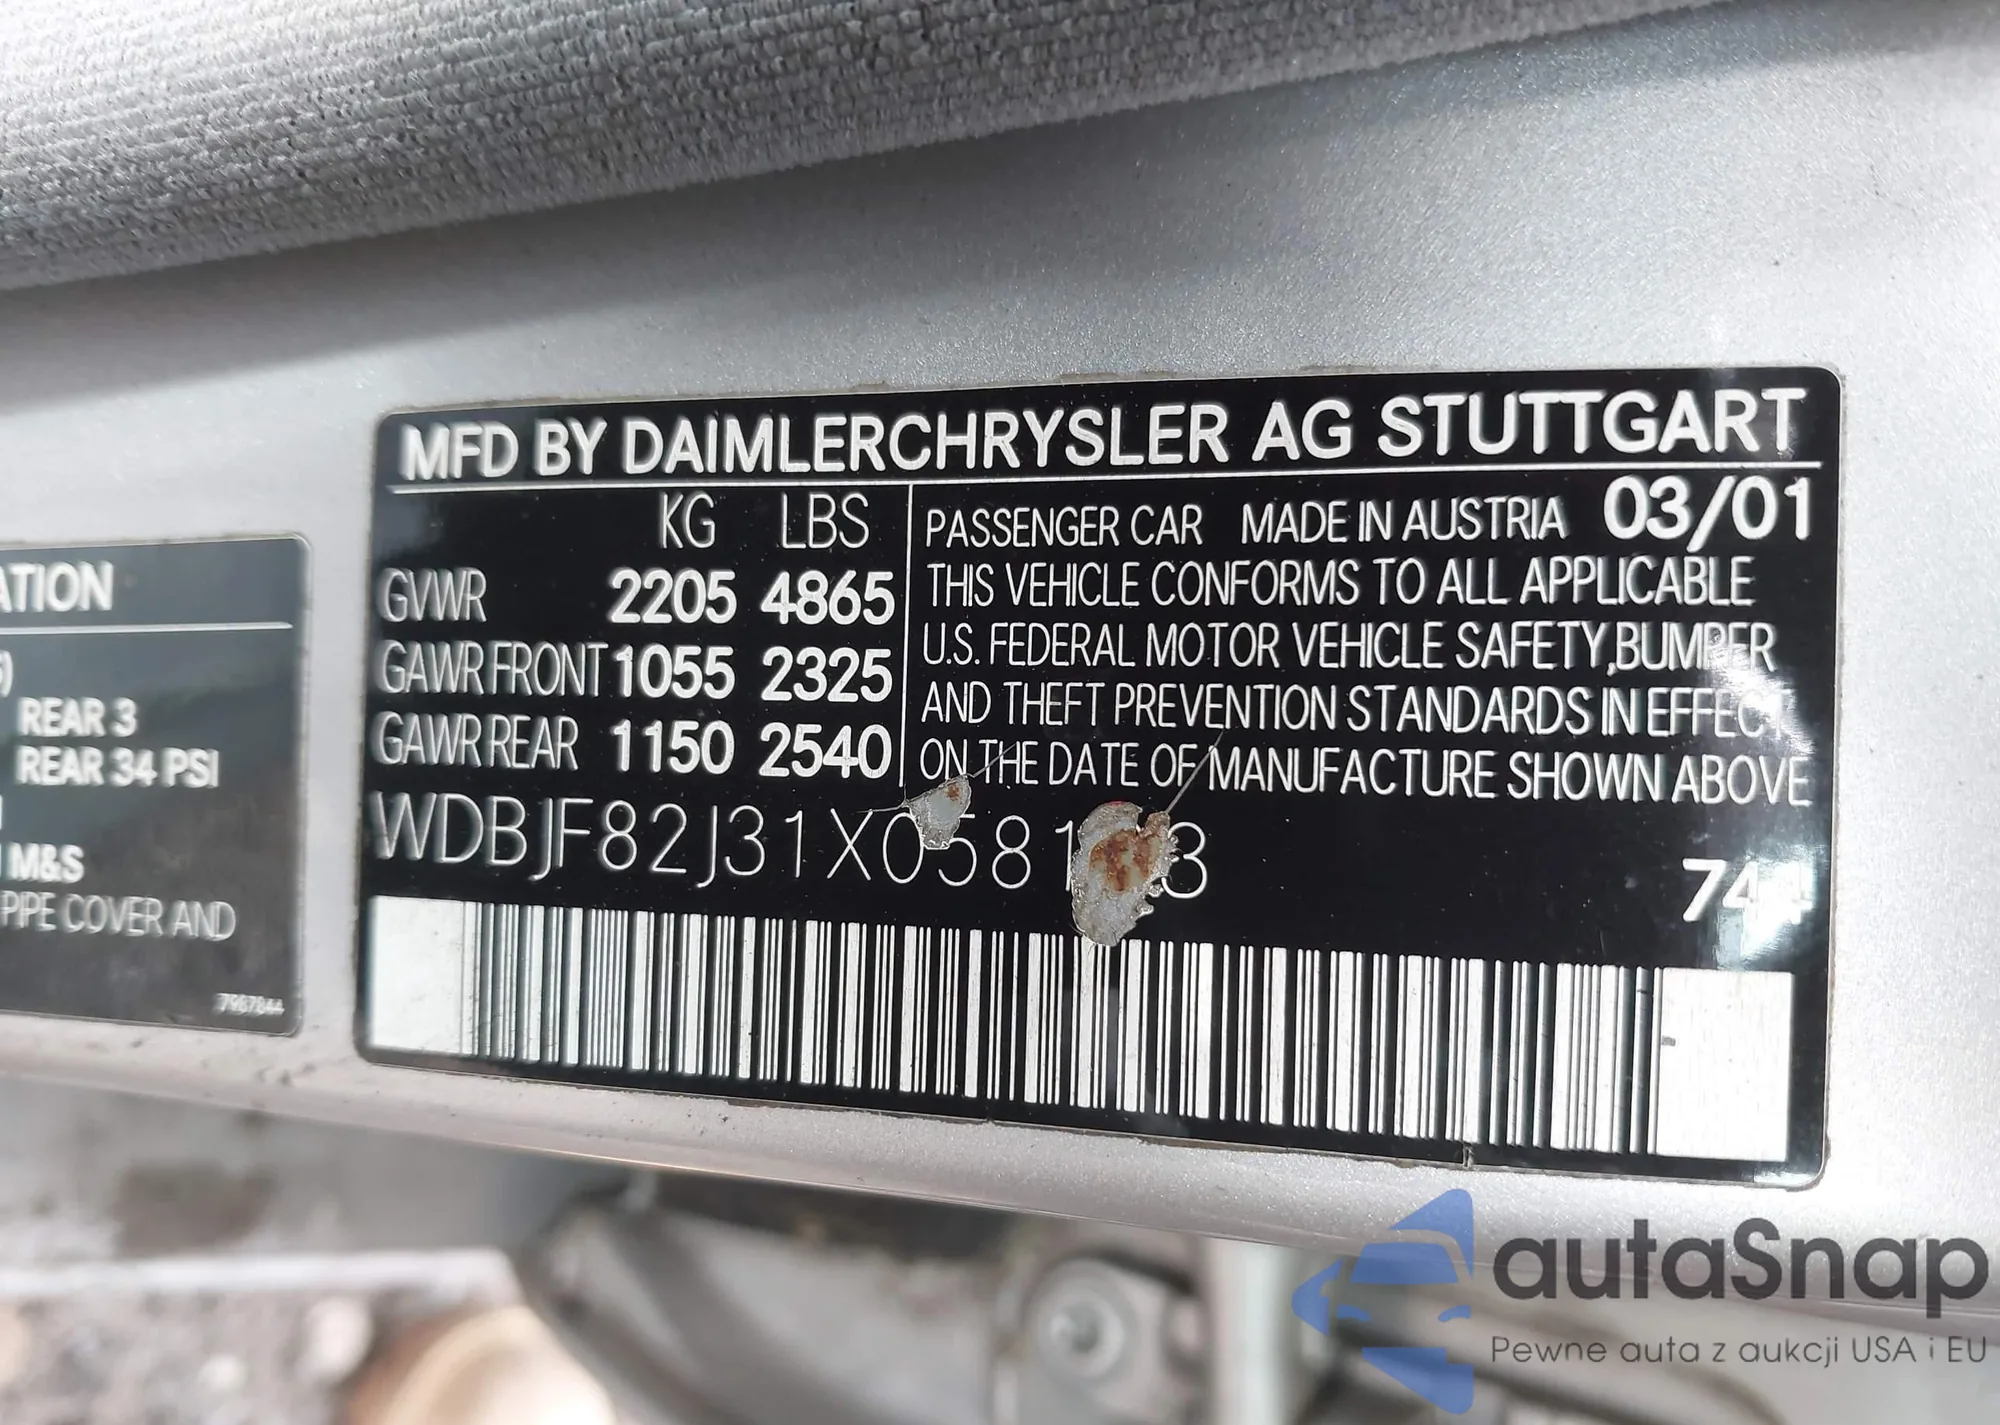 MFD BY DAIMLERCHRYSLER AG STUTTGART
KG LBS
GVWR 2205 4865
GAWR FRONT 1055 2325
GAWR REAR 1150 2540
PASSENGER CAR MADE IN AUSTRIA 03/01
THIS VEHICLE CONFORMS TO ALL APPLICABLE
U.S. FEDERAL MOTOR VEHICLE SAFETY, BUMPER
AND THEFT PREVENTION STANDARDS IN EFFECT
ON THE DATE OF MANUFACTURE SHOWN ABOVE
744
REAR 3
REAR 34 PSI
M&S
PIPE COVER AND
7967844
autaSnap
Pewne auta z aukcji USA i EU